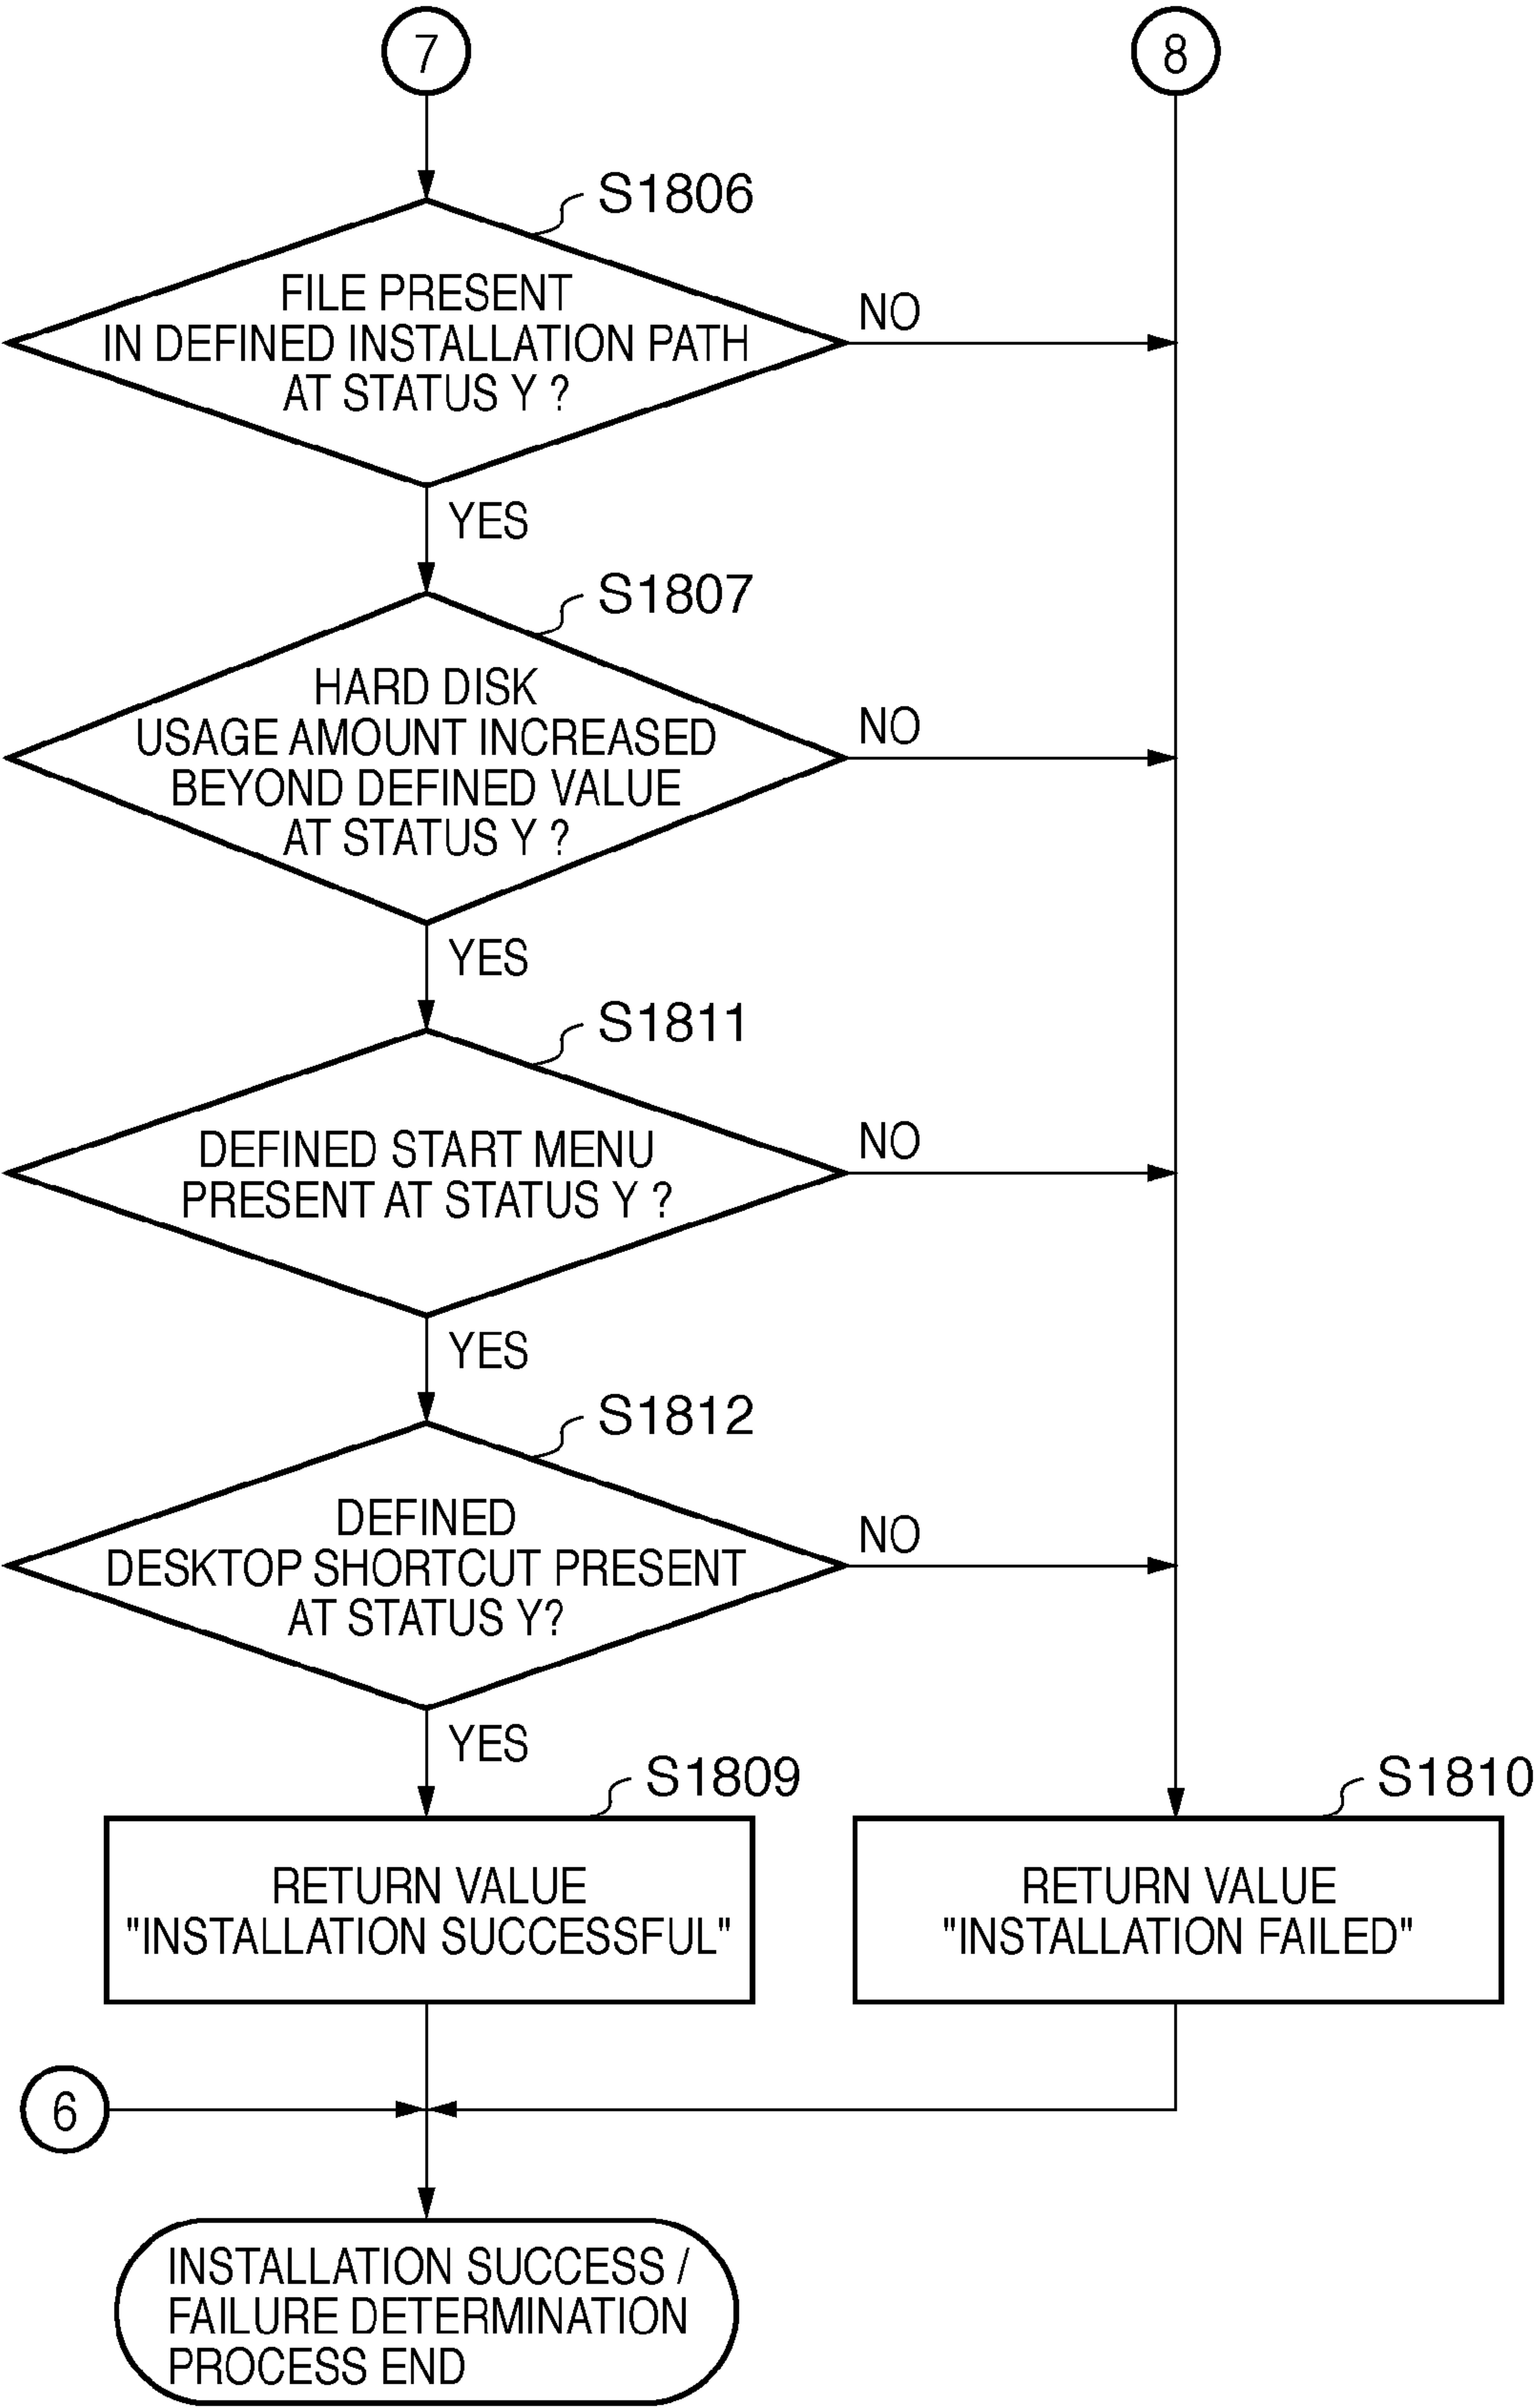 7
8
S1806
FILE PRESENT
IN DEFINED INSTALLATION PATH
AT STATUS Y ?
NO
YES
S1807
HARD DISK
USAGE AMOUNT INCREASED
BEYOND DEFINED VALUE
AT STATUS Y ?
NO
YES
S1811
DEFINED START MENU
PRESENT AT STATUS Y ?
NO
YES
S1812
DEFINED
DESKTOP SHORTCUT PRESENT
AT STATUS Y?
NO
YES
S1809
RETURN VALUE
"INSTALLATION SUCCESSFUL"
S1810
RETURN VALUE
"INSTALLATION FAILED"
6
INSTALLATION SUCCESS /
FAILURE DETERMINATION
PROCESS END